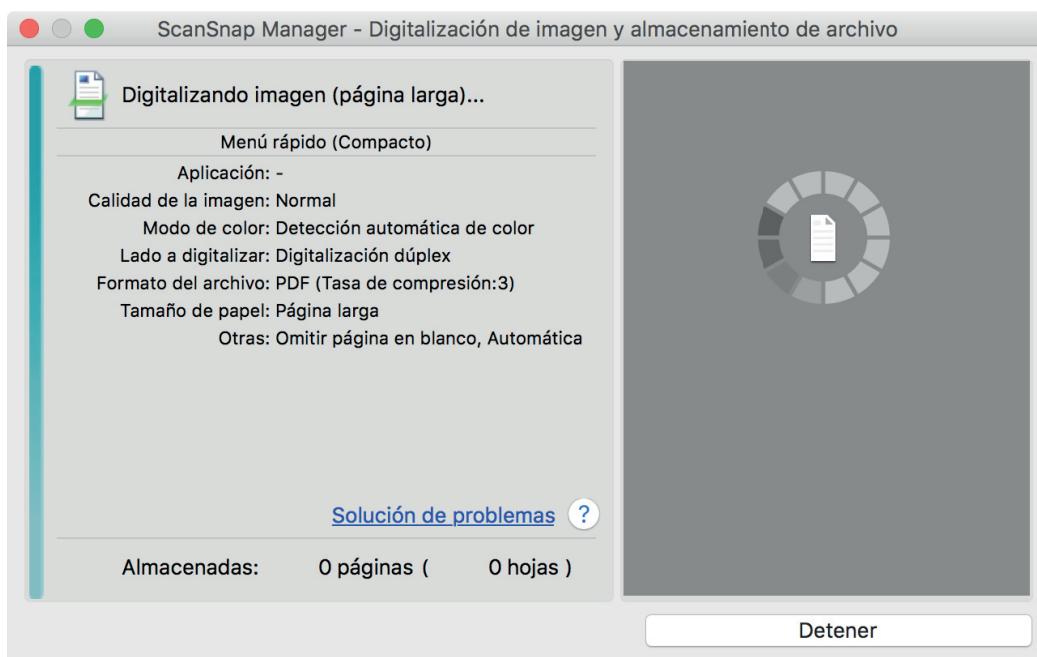 ScanSnap Manager - Digitalización de imagen y almacenamiento de archivo
Digitalizando imagen (página larga)...
Menú rápido (Compacto)
Aplicación: -
Calidad de la imagen: Normal
Modo de color: Detección automática de color
Lado a digitalizar: Digitalización dúplex
Formato del archivo: PDF (Tasa de compresión:3)
Tamaño de papel: Página larga
Otras: Omitir página en blanco, Automática
Solución de problemas ?
Almacenadas: 0 páginas ( 0 hojas )
Detener